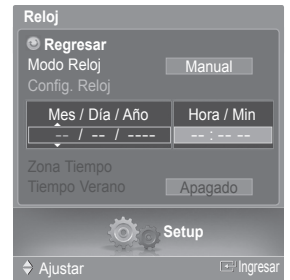 Reloj
Regresar
Modo Reloj Manual
Config. Reloj
Mes / Día / Año Hora / Min
-- / -- / ---- -- : -- --
Zona Tiempo
Tiempo Verano Apagado
Setup
Ajustar Ingresar